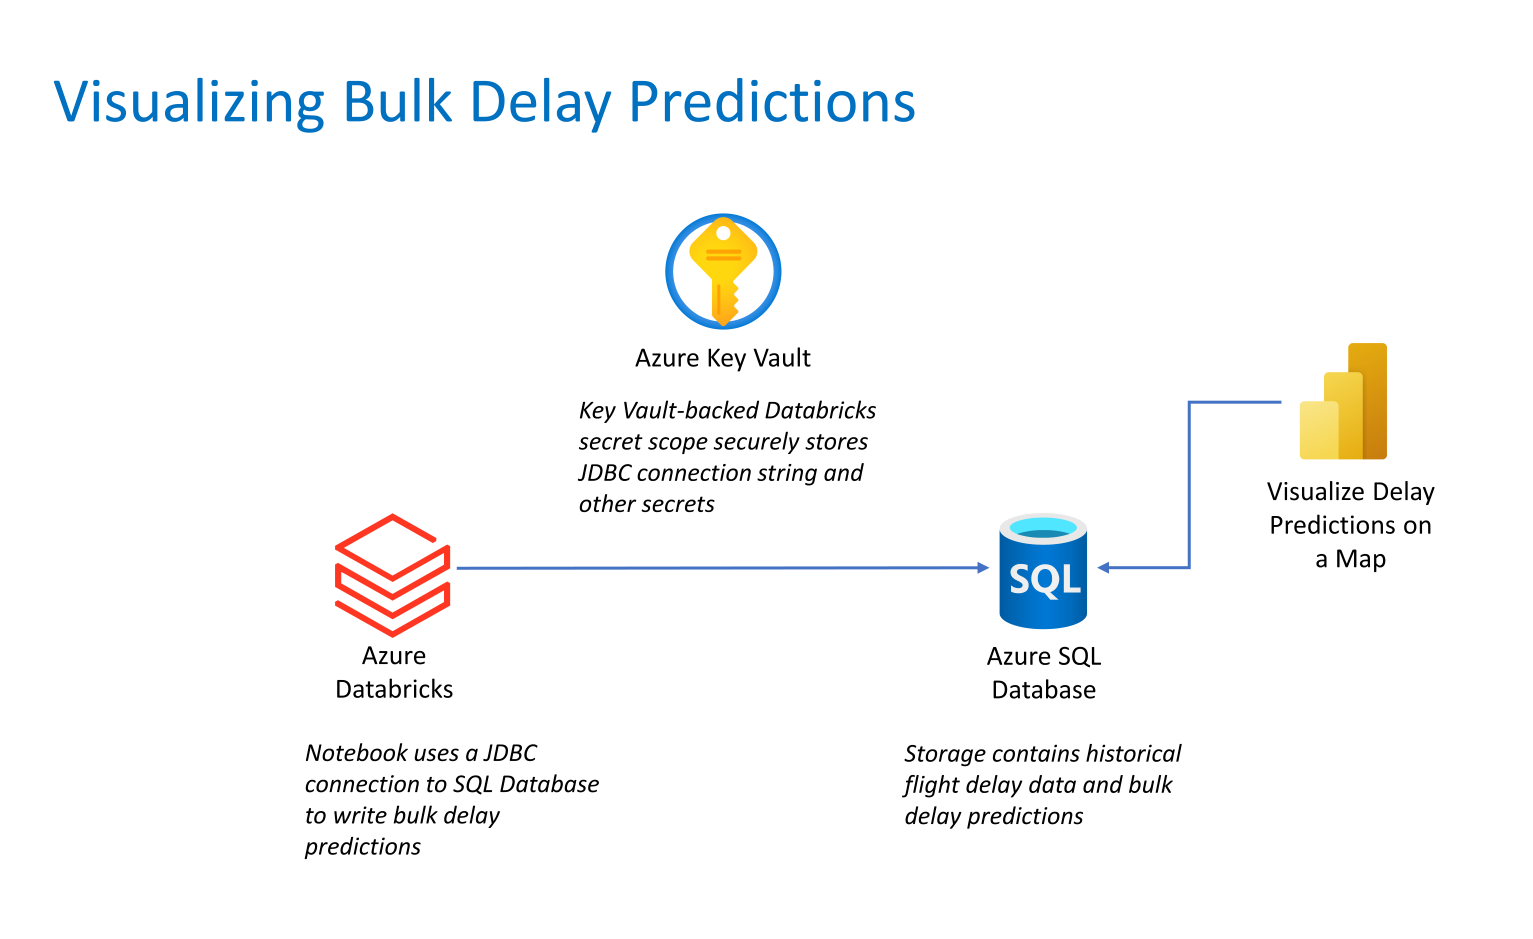 Visualizing Bulk Delay Predictions
Azure Key Vault
Key Vault-backed Databricks
secret scope securely stores
JDBC connection string and
other secrets
Visualize Delay
Predictions on
a Map
SQL
Azure
Databricks
Azure SQL
Database
Notebook uses a JDBC
connection to SQL Database
to write bulk delay
predictions
Storage contains historical
flight delay data and bulk
delay predictions